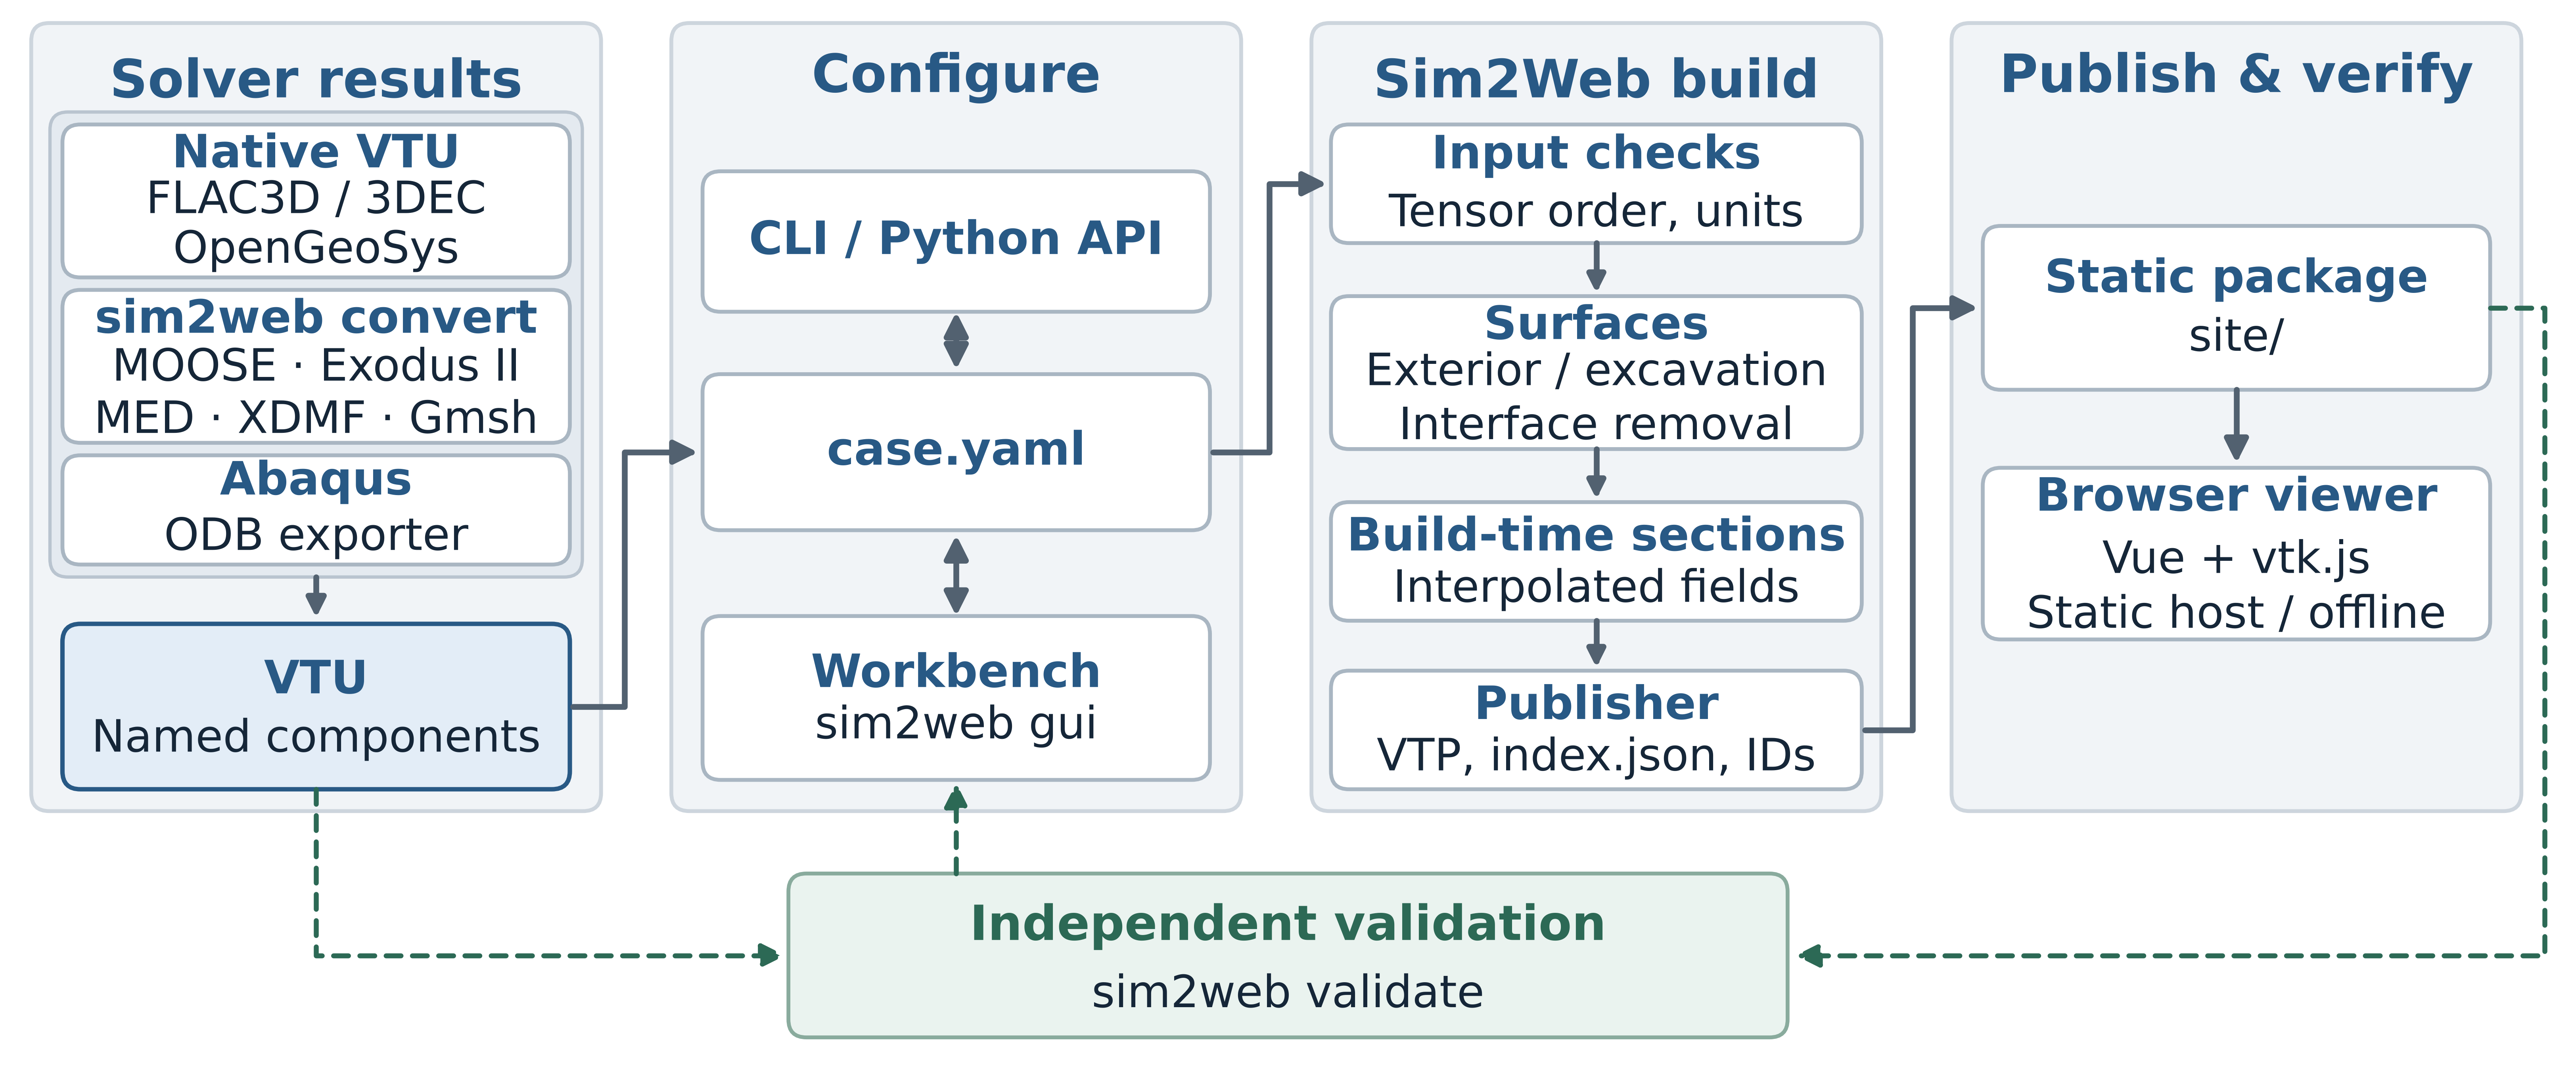 Solver results
Native VTU
FLAC3D / 3DEC
OpenGeoSys
sim2web convert
MOOSE · Exodus II
MED · XDMF · Gmsh
Abaqus
ODB exporter
VTU
Named components
Configure
CLI / Python API
case.yaml
Workbench
sim2web gui
Sim2Web build
Input checks
Tensor order, units
Surfaces
Exterior / excavation
Interface removal
Build-time sections
Interpolated fields
Publisher
VTP, index.json, IDs
Publish & verify
Static package
site/
Browser viewer
Vue + vtk.js
Static host / offline
Independent validation
sim2web validate